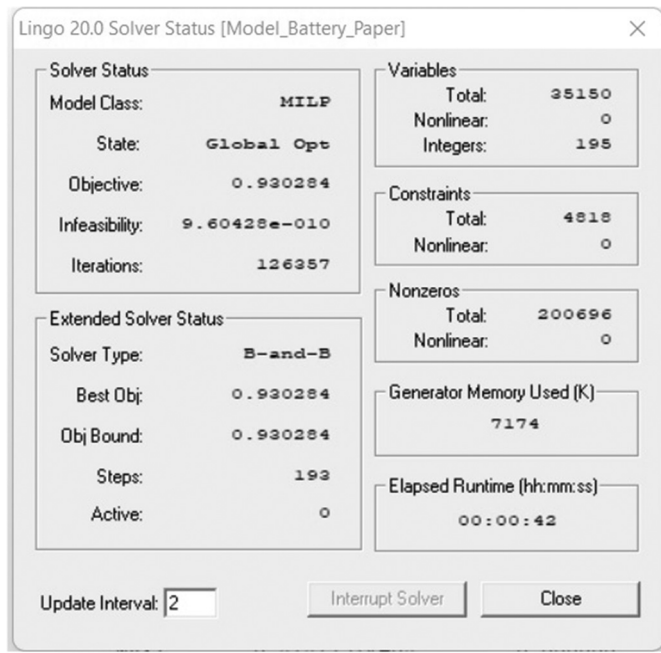 Lingo 20.0 Solver Status [Model_Battery_Paper]
Solver Status
Model Class: MILP
State: Global Opt
Objective: 0.930284
Infeasibility: 9.60428e-010
Iterations: 126357
Extended Solver Status
Solver Type: B-and-B
Best Obj: 0.930284
Obj Bound: 0.930284
Steps: 193
Active: 0
Variables
Total: 35150
Nonlinear: 0
Integers: 195
Constraints
Total: 4818
Nonlinear: 0
Nonzeros
Total: 200696
Nonlinear: 0
Generator Memory Used (K)
7174
Elapsed Runtime (hh:mm:ss)
00:00:42
Update Interval: 2
Interrupt Solver
Close